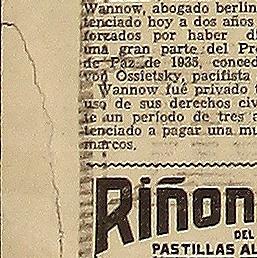 Wannow, abogado berlin
tenciado hoy a dos años
forzados por haber di
una gran parte del Pre
de Paz de 1935, conced
von Ossietsky, pacifista
Wannow fué privado
uso de sus derechos civ
te un período de tres a
tenciado a pagar una mu
marcos.
Riñon
DEL
PASTILLAS AL